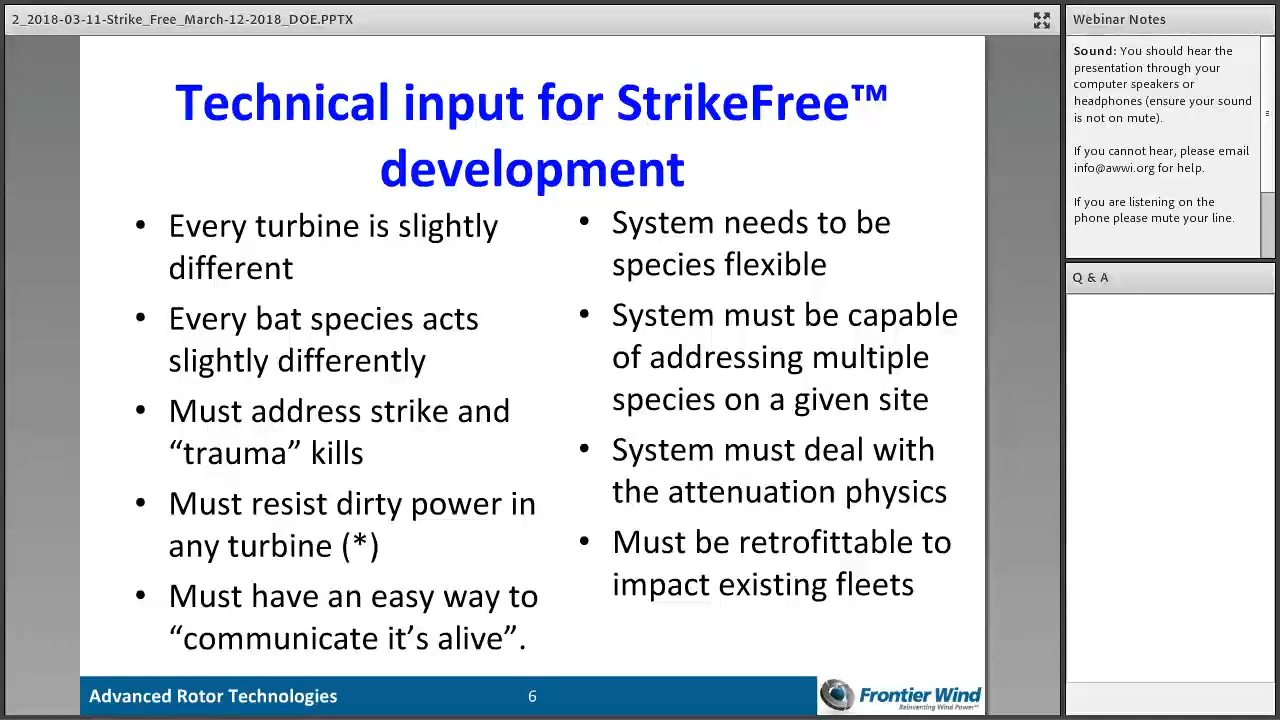 2_2018-03-11-Strike_Free_March-12-2018_DOE.PPTX
Technical input for StrikeFree™
development
• Every turbine is slightly
different
• Every bat species acts
slightly differently
• Must address strike and
“trauma” kills
• Must resist dirty power in
any turbine (*)
• Must have an easy way to
“communicate it’s alive”.
• System needs to be
species flexible
• System must be capable
of addressing multiple
species on a given site
• System must deal with
the attenuation physics
• Must be retrofittable to
impact existing fleets
Advanced Rotor Technologies
6
Frontier Wind
Reinventing Wind Power™
Webinar Notes
Sound: You should hear the
presentation through your
computer speakers or
headphones (ensure your sound
is not on mute).
If you cannot hear, please email
info@awwi.org for help.
If you are listening on the
phone please mute your line.
Q & A